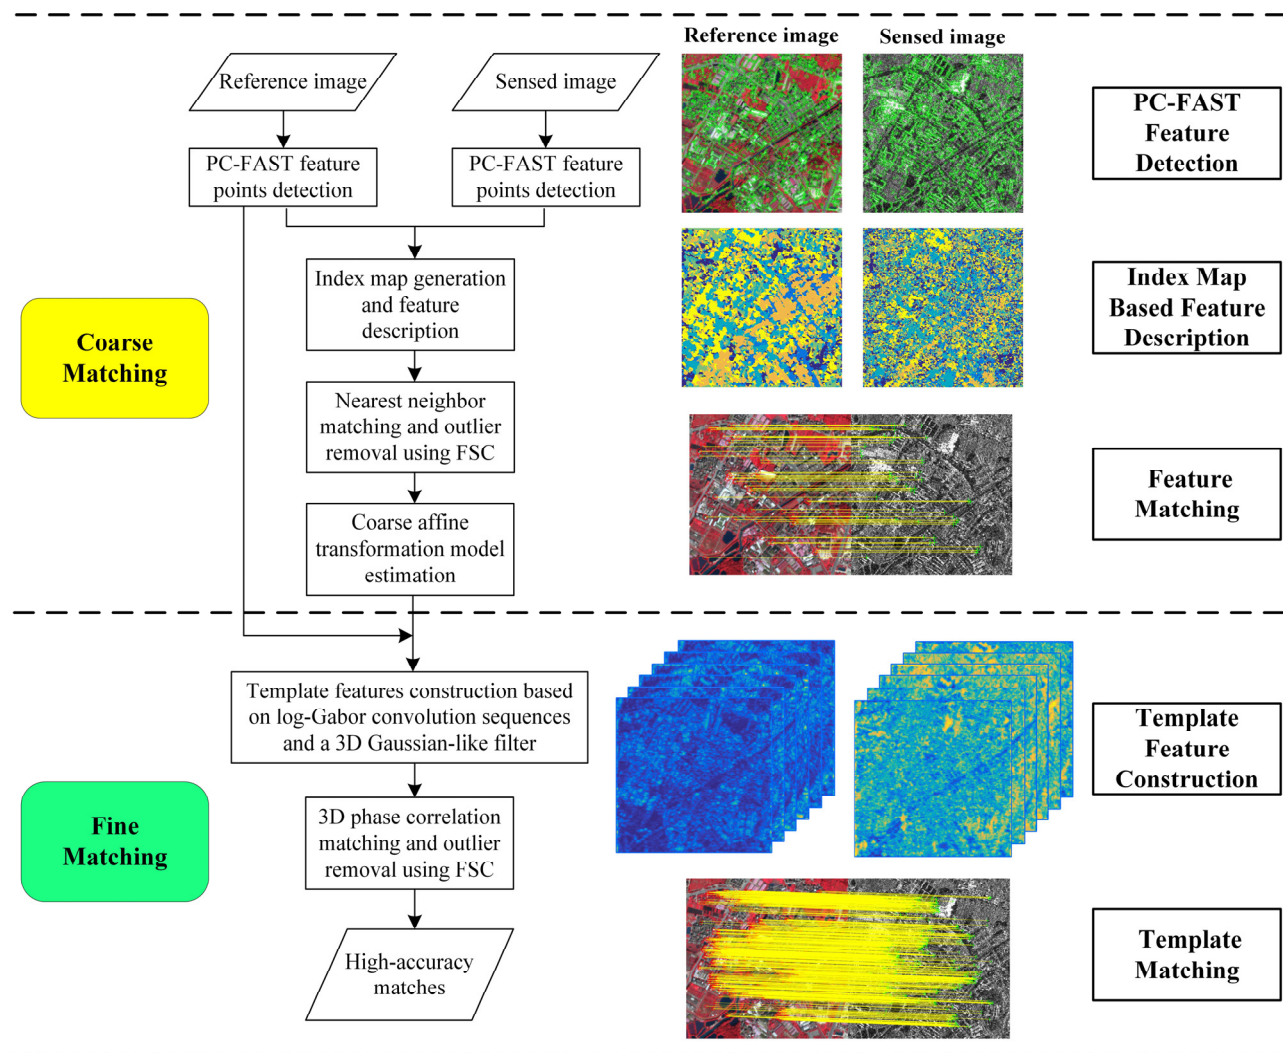 Reference image
Sensed image
Reference image
Sensed image
PC-FAST
Feature
Detection
PC-FAST feature
points detection
PC-FAST feature
points detection
Index map generation
and feature
description
Index Map
Based Feature
Description
Coarse
Matching
Nearest neighbor
matching and outlier
removal using FSC
Feature
Matching
Coarse affine
transformation model
estimation
Template features construction based
on log-Gabor convolution sequences
and a 3D Gaussian-like filter
Template
Feature
Construction
Fine
Matching
3D phase correlation
matching and outlier
removal using FSC
High-accuracy
matches
Template
Matching